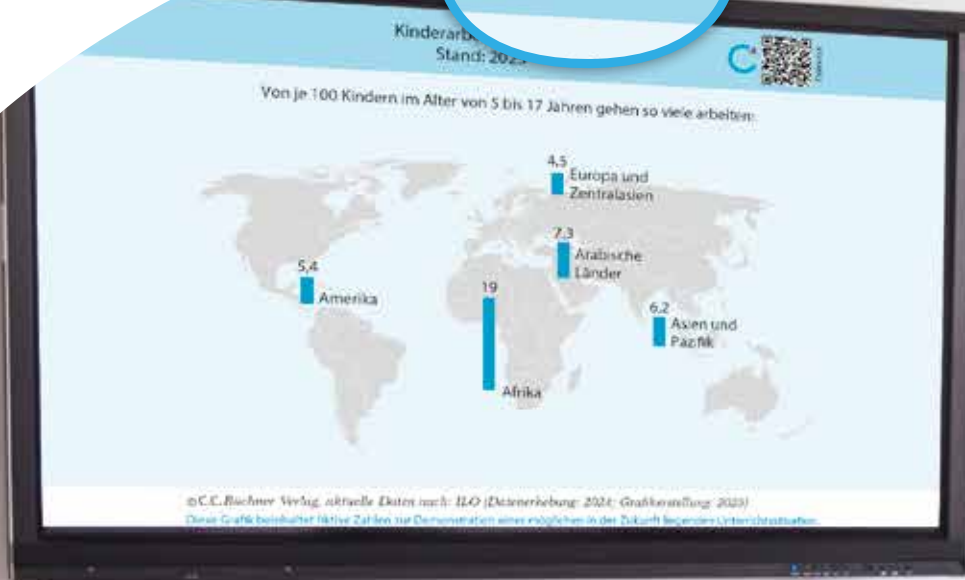 Kinderarb
Stand: 202
Von je 100 Kindern im Alter von 5 bis 17 Jahren gehen so viele arbeiten:
4,5
Europa und
Zentralasien
7,3
Arabische
Länder
5,4
Amerika
19
Afrika
6,2
Asien und
Pazifik
© C.C. Buchner Verlag, aktuelle Daten nach: ILO (Datenerhebung: 2024; Grafikerstellung: 2025)
Diese Grafik beinhaltet fiktive Zahlen zur Demonstration einer möglichen in der Zukunft liegenden Unterrichtssituation.